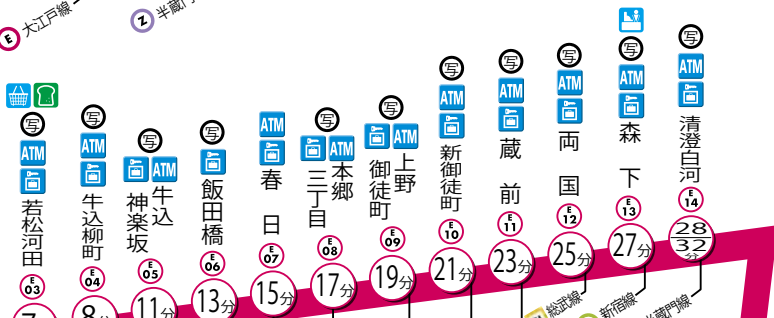 E 大江戸線
Z 半蔵門
写
ATM
若松河田
E 03
写
ATM
牛込柳町
E 04
8分
写
ATM
牛込
神楽坂
E 05
11分
写
飯田橋
E 06
13分
ATM
春日
E 07
15分
写
ATM
本郷
三丁目
E 08
17分
写
ATM
上野
御徒町
E 09
19分
写
ATM
新御徒町
E 10
21分
写
ATM
蔵前
E 11
23分
写
ATM
両国
E 12
25分
写
ATM
森下
E 13
27分
写
ATM
清澄白河
E 14
28
32
分
総武線
新宿線
半蔵門線